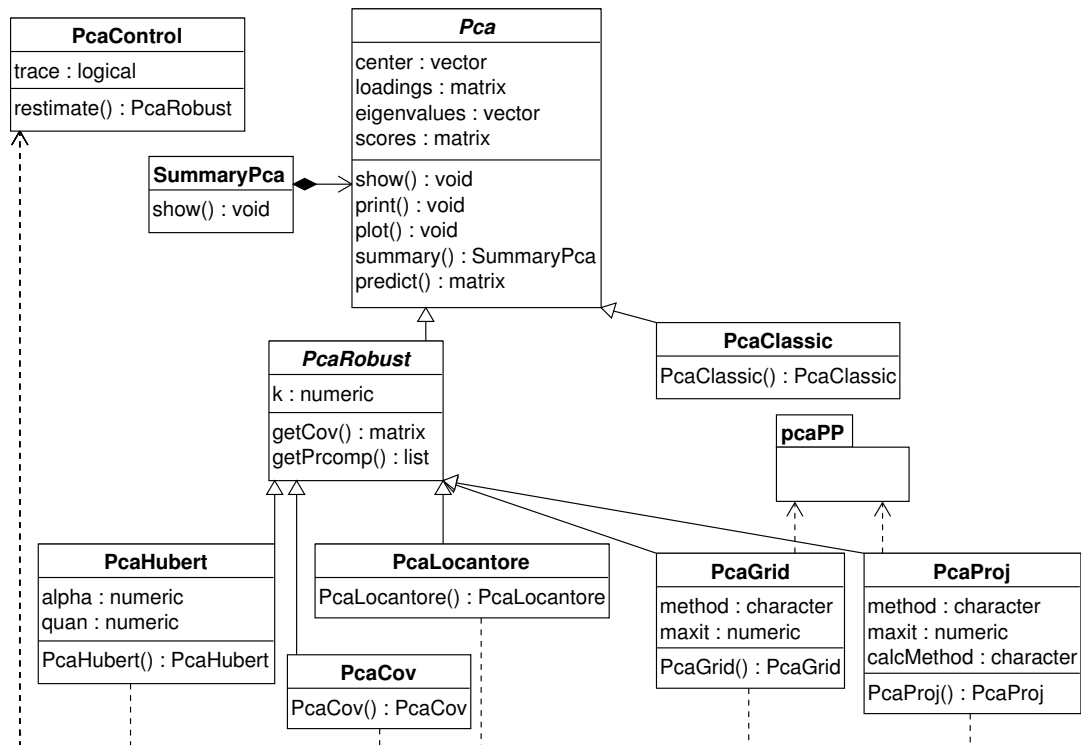 PcaControl
trace : logical
restimate() : PcaRobust
Pca
center : vector
loadings : matrix
eigenvalues : vector
scores : matrix
show() : void
print() : void
plot() : void
summary() : SummaryPca
predict() : matrix
SummaryPca
show() : void
PcaClassic
PcaClassic() : PcaClassic
PcaRobust
k : numeric
getCov() : matrix
getPrcomp() : list
pcaPP
PcaHubert
alpha : numeric
quan : numeric
PcaHubert() : PcaHubert
PcaCov
PcaCov() : PcaCov
PcaLocantore
PcaLocantore() : PcaLocantore
PcaGrid
method : character
maxit : numeric
PcaGrid() : PcaGrid
PcaProj
method : character
maxit : numeric
calcMethod : character
PcaProj() : PcaProj